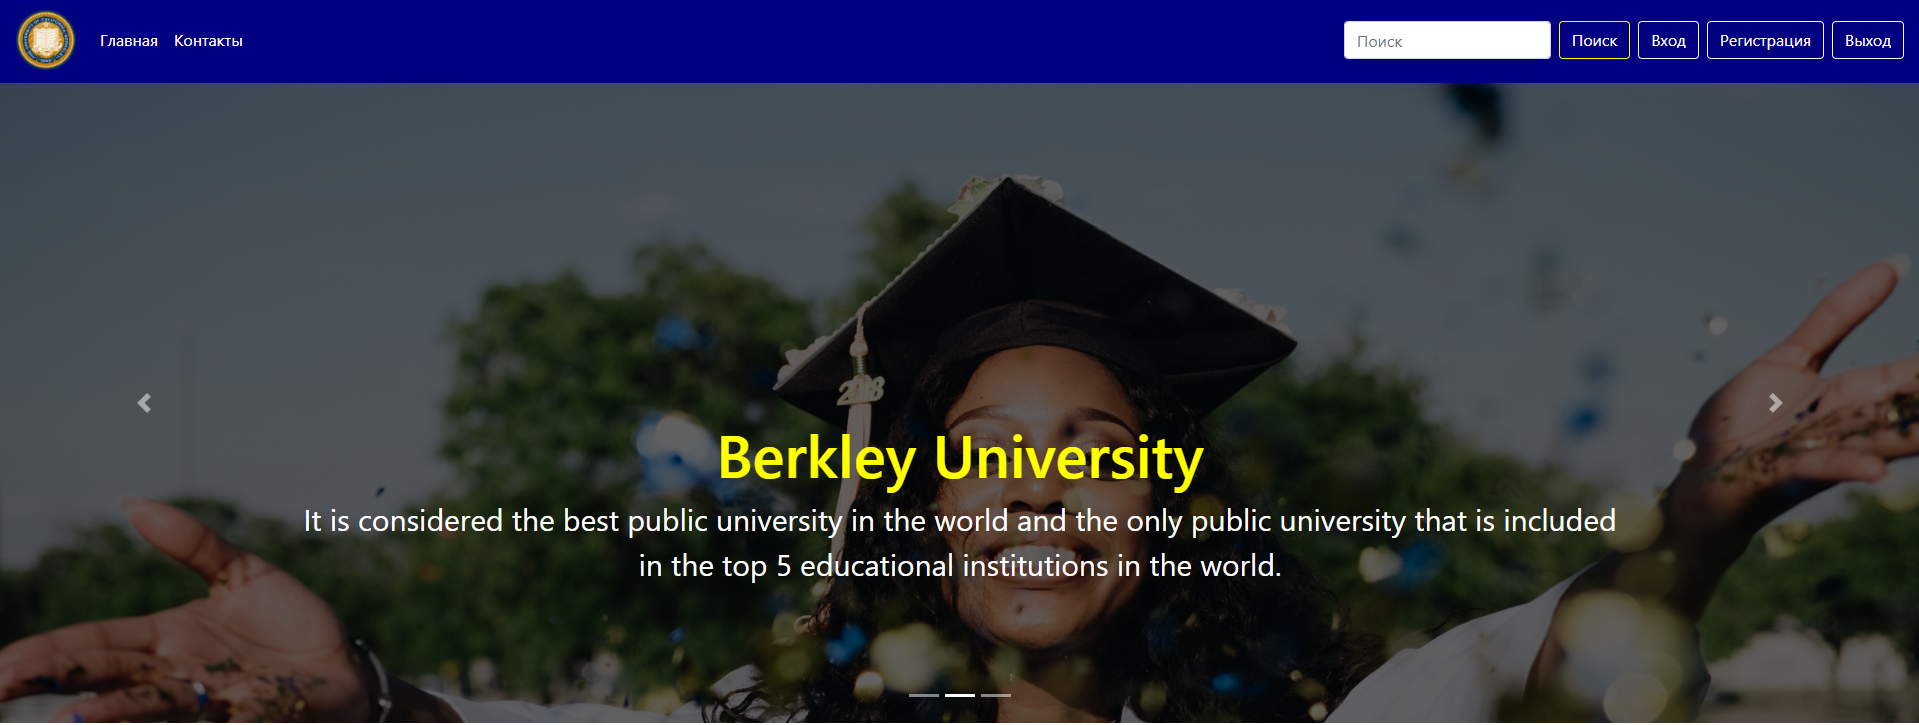 Главная Контакты Поиск Поиск Вход Регистрация Выход
2018
Berkley University
It is considered the best public university in the world and the only public university that is included
in the top 5 educational institutions in the world.